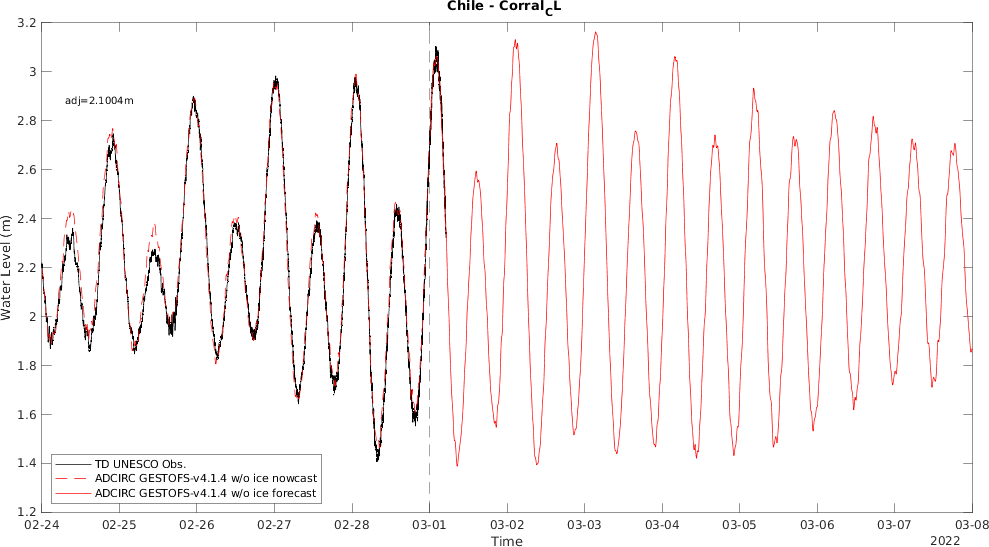 Chile - Corral_CL
3.2
3
2.8
2.6
2.4
2.2
2
1.8
1.6
1.4
1.2
Water Level (m)
adj=2.1004m
TD UNESCO Obs.
ADCIRC GESTOFS-v4.1.4 w/o ice nowcast
ADCIRC GESTOFS-v4.1.4 w/o ice forecast
02-24 02-25 02-26 02-27 02-28 03-01 03-02 03-03 03-04 03-05 03-06 03-07 03-08
Time
2022